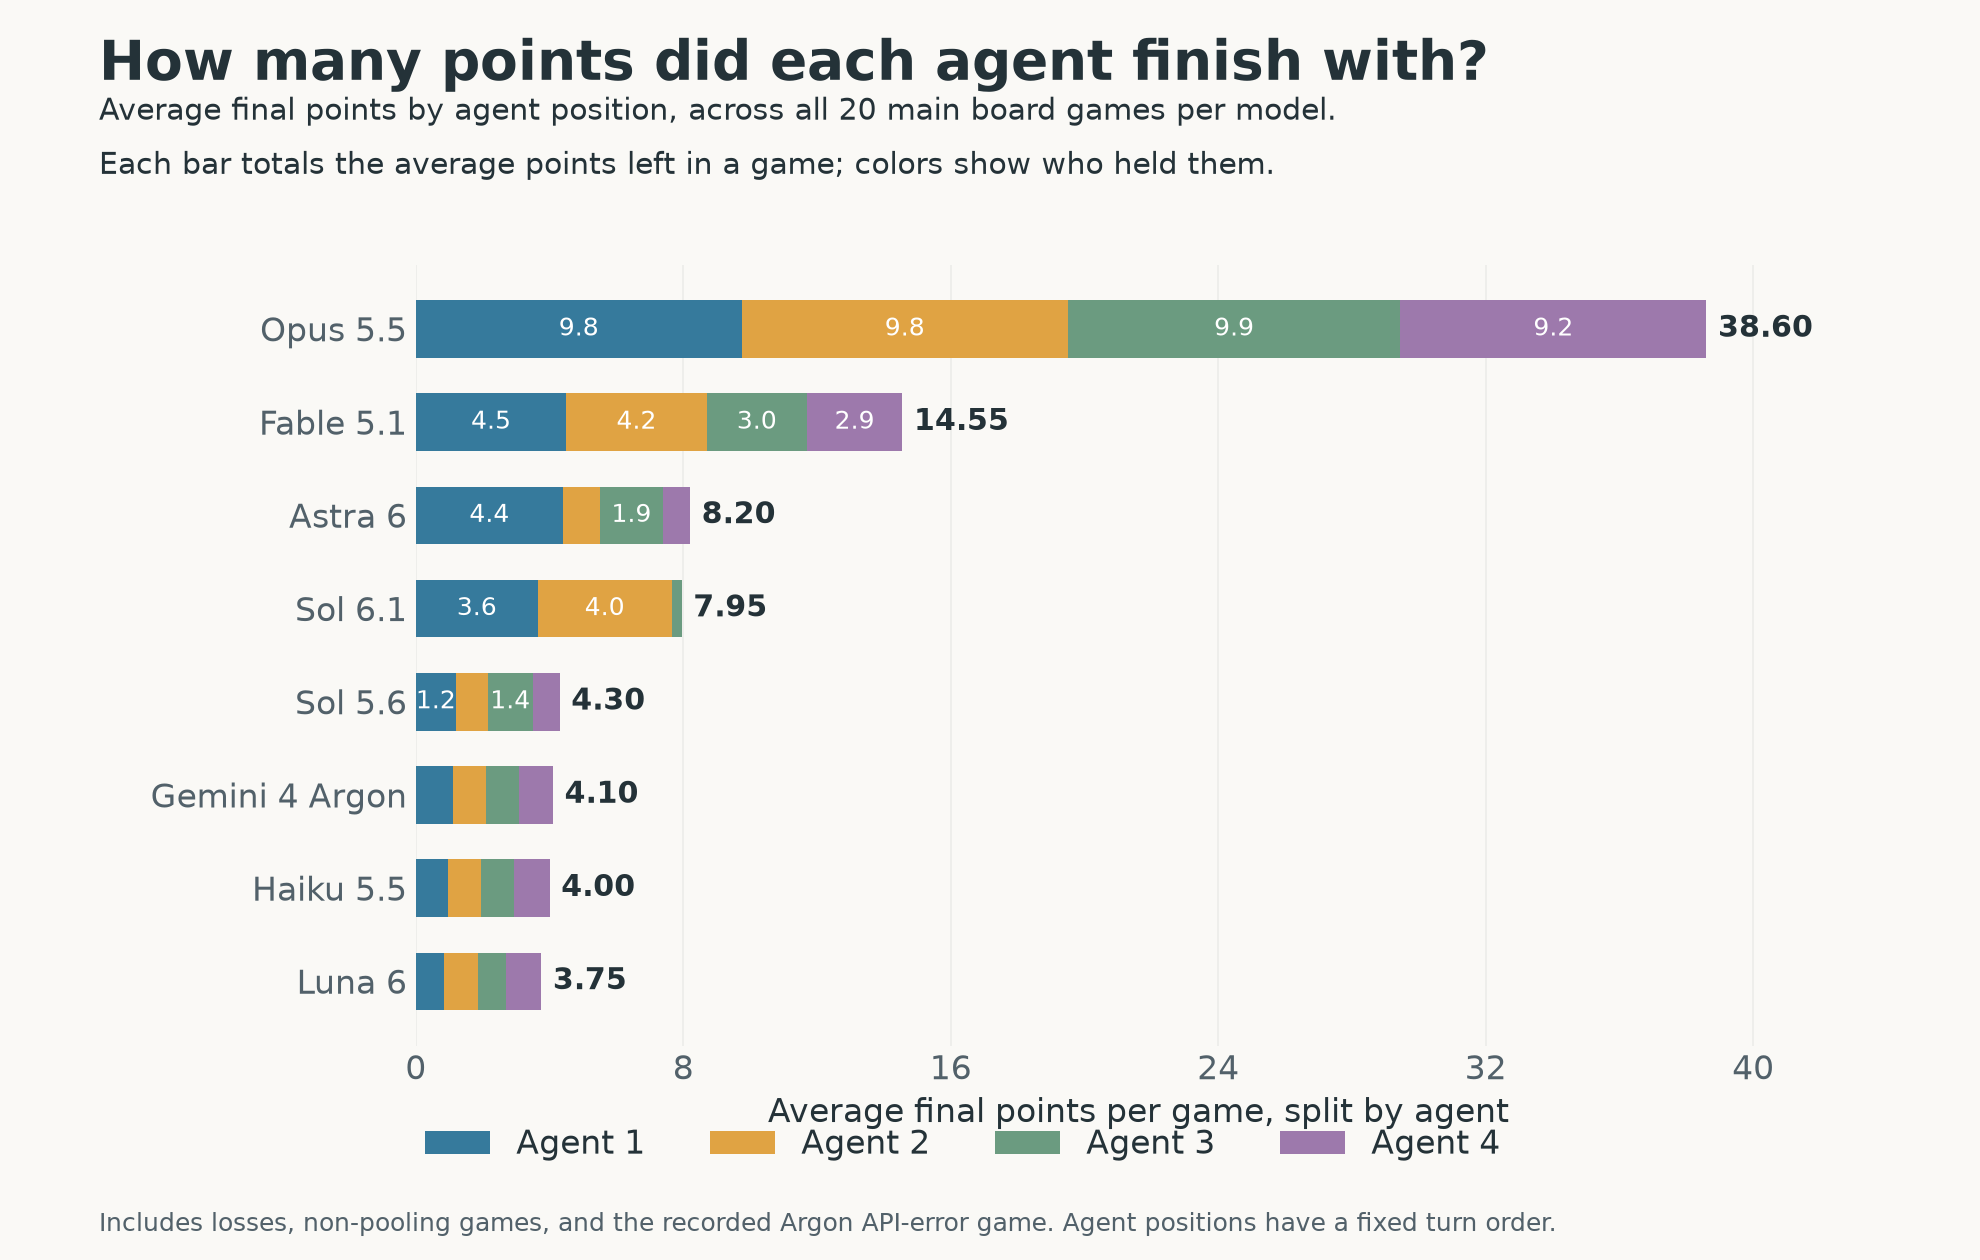 How many points did each agent finish with?
Average final points by agent position, across all 20 main board games per model.
Each bar totals the average points left in a game; colors show who held them.
Opus 5.5 9.8 9.8 9.9 9.2 38.60
Fable 5.1 4.5 4.2 3.0 2.9 14.55
Astra 6 4.4 1.9 8.20
Sol 6.1 3.6 4.0 7.95
Sol 5.6 1.2 1.4 4.30
Gemini 4 Argon 4.10
Haiku 5.5 4.00
Luna 6 3.75
0 8 16 24 32 40
Average final points per game, split by agent
Agent 1 Agent 2 Agent 3 Agent 4
Includes losses, non-pooling games, and the recorded Argon API-error game. Agent positions have a fixed turn order.